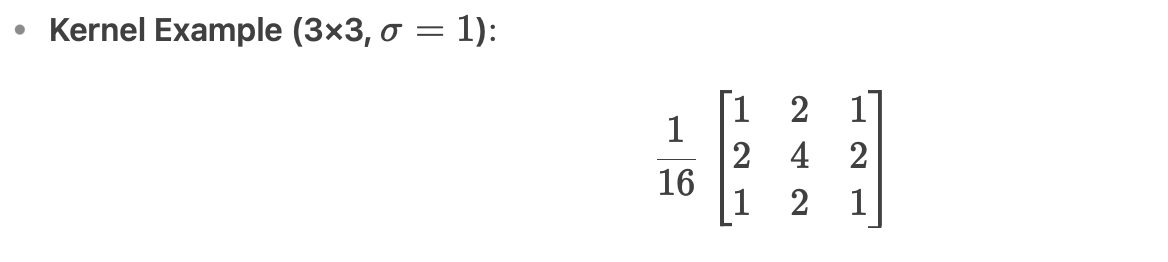 • Kernel Example (3×3, σ = 1):
1 2 1
1/16 2 4 2
1 2 1